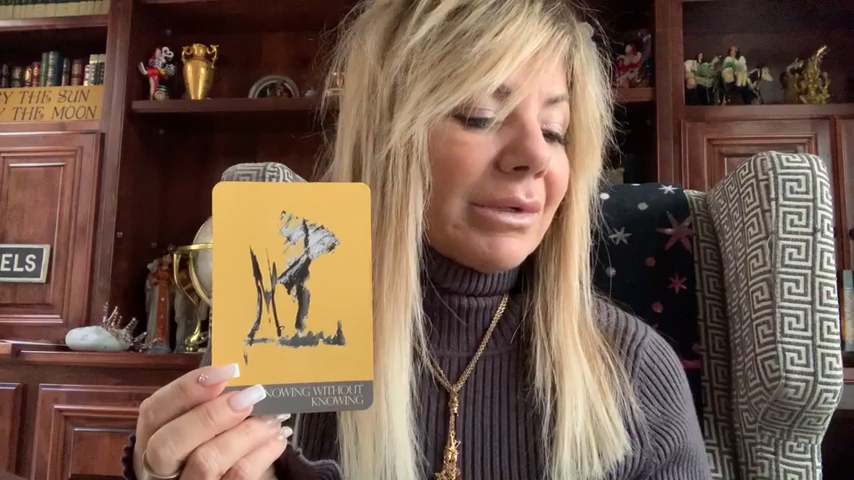 Y THE SUN
Y THE MOON
ELS
NOWING WITHOUT
KNOWING